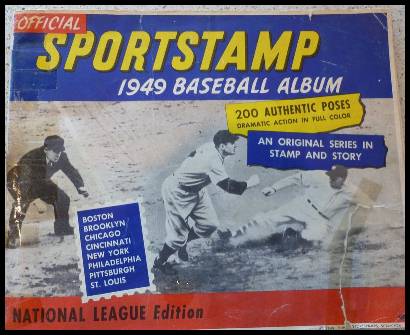 OFFICIAL
SPORTSTAMP
1949 BASEBALL ALBUM
200 AUTHENTIC POSES
DRAMATIC ACTION IN FULL COLOR
AN ORIGINAL SERIES IN
STAMP AND STORY
BOSTON
BROOKLYN
CHICAGO
CINCINNATI
NEW YORK
PHILADELPHIA
PITTSBURGH
ST. LOUIS
NATIONAL LEAGUE Edition